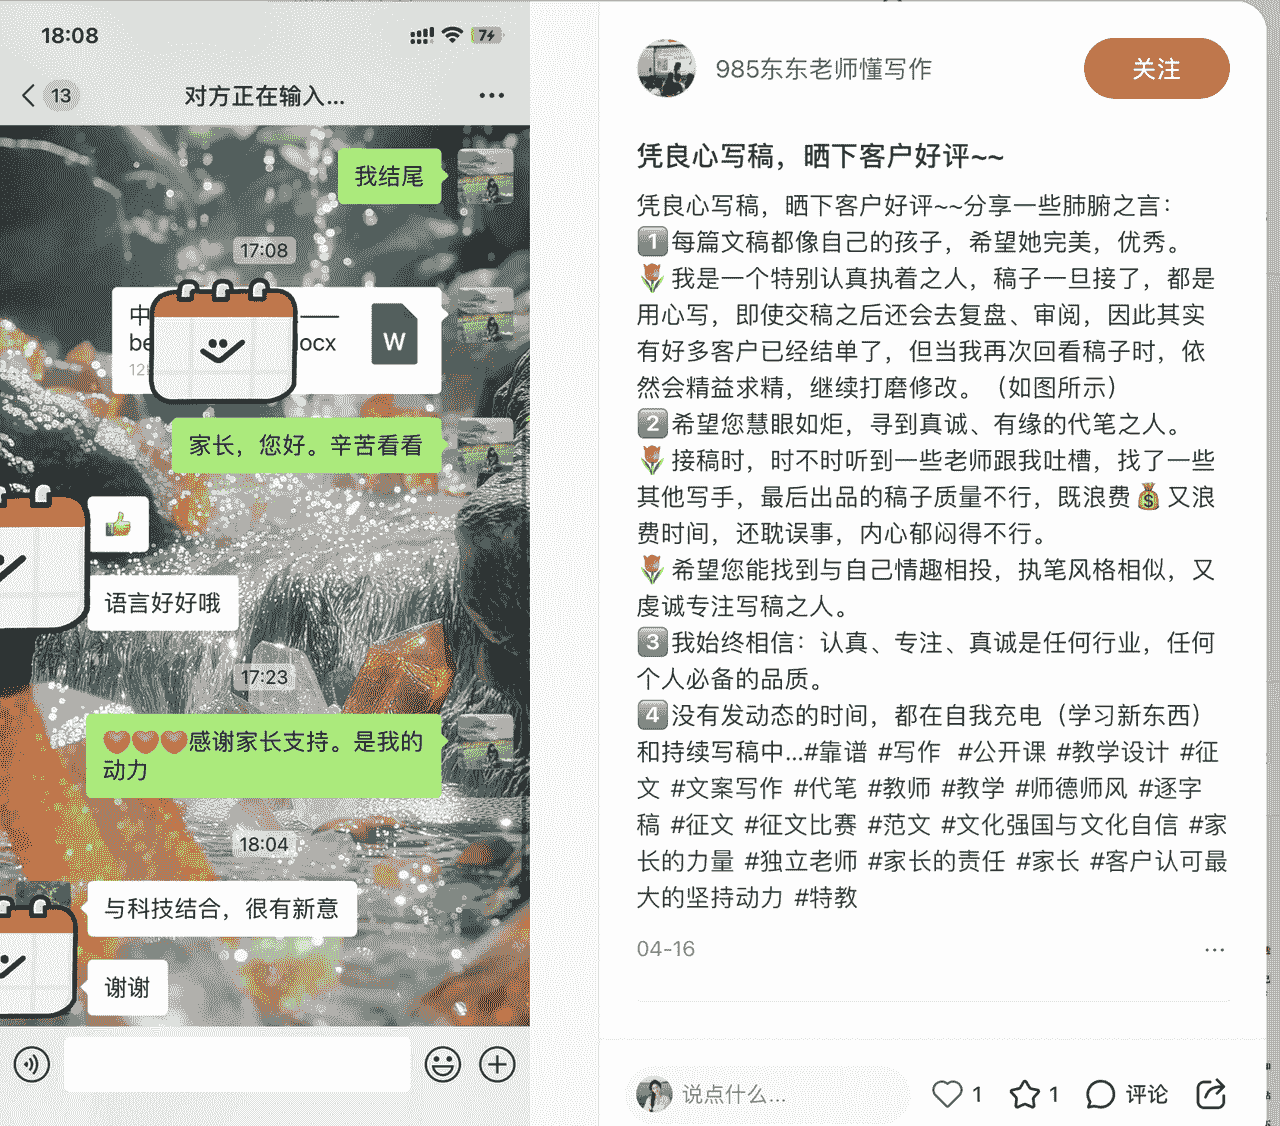 18:08
7
13
对方正在输入...
我结尾
17:08
中
be
ocx
W
12
家长，您好。辛苦看看
语言好好哦
17:23
感谢家长支持。是我的
动力
18:04
与科技结合，很有新意
谢谢
985东东老师懂写作
关注
凭良心写稿，晒下客户好评~~
凭良心写稿，晒下客户好评~~分享一些肺腑之言：
1️⃣每篇文稿都像自己的孩子，希望她完美，优秀。
🌷我是一个特别认真执着之人，稿子一旦接了，都是
用心写，即使交稿之后还会去复盘、审阅，因此其实
有好多客户已经结单了，但当我再次回看稿子时，依
然会精益求精，继续打磨修改。（如图所示）
2️⃣希望您慧眼如炬，寻到真诚、有缘的代笔之人。
🌷接稿时，时不时听到一些老师跟我吐槽，找了一些
其他写手，最后出品的稿子质量不行，既浪费💰又浪
费时间，还耽误事，内心郁闷得不行。
🌷希望您能找到与自己情趣相投，执笔风格相似，又
虔诚专注写稿之人。
3️⃣我始终相信：认真、专注、真诚是任何行业，任何
个人必备的品质。
4️⃣没有发动态的时间，都在自我充电（学习新东西）
和持续写稿中...#靠谱 #写作 #公开课 #教学设计 #征
文 #文案写作 #代笔 #教师 #教学 #师德师风 #逐字
稿 #征文 #征文比赛 #范文 #文化强国与文化自信 #家
长的力量 #独立老师 #家长的责任 #家长 #客户认可最
大的坚持动力 #特教
04-16
说点什么...
1
1
评论